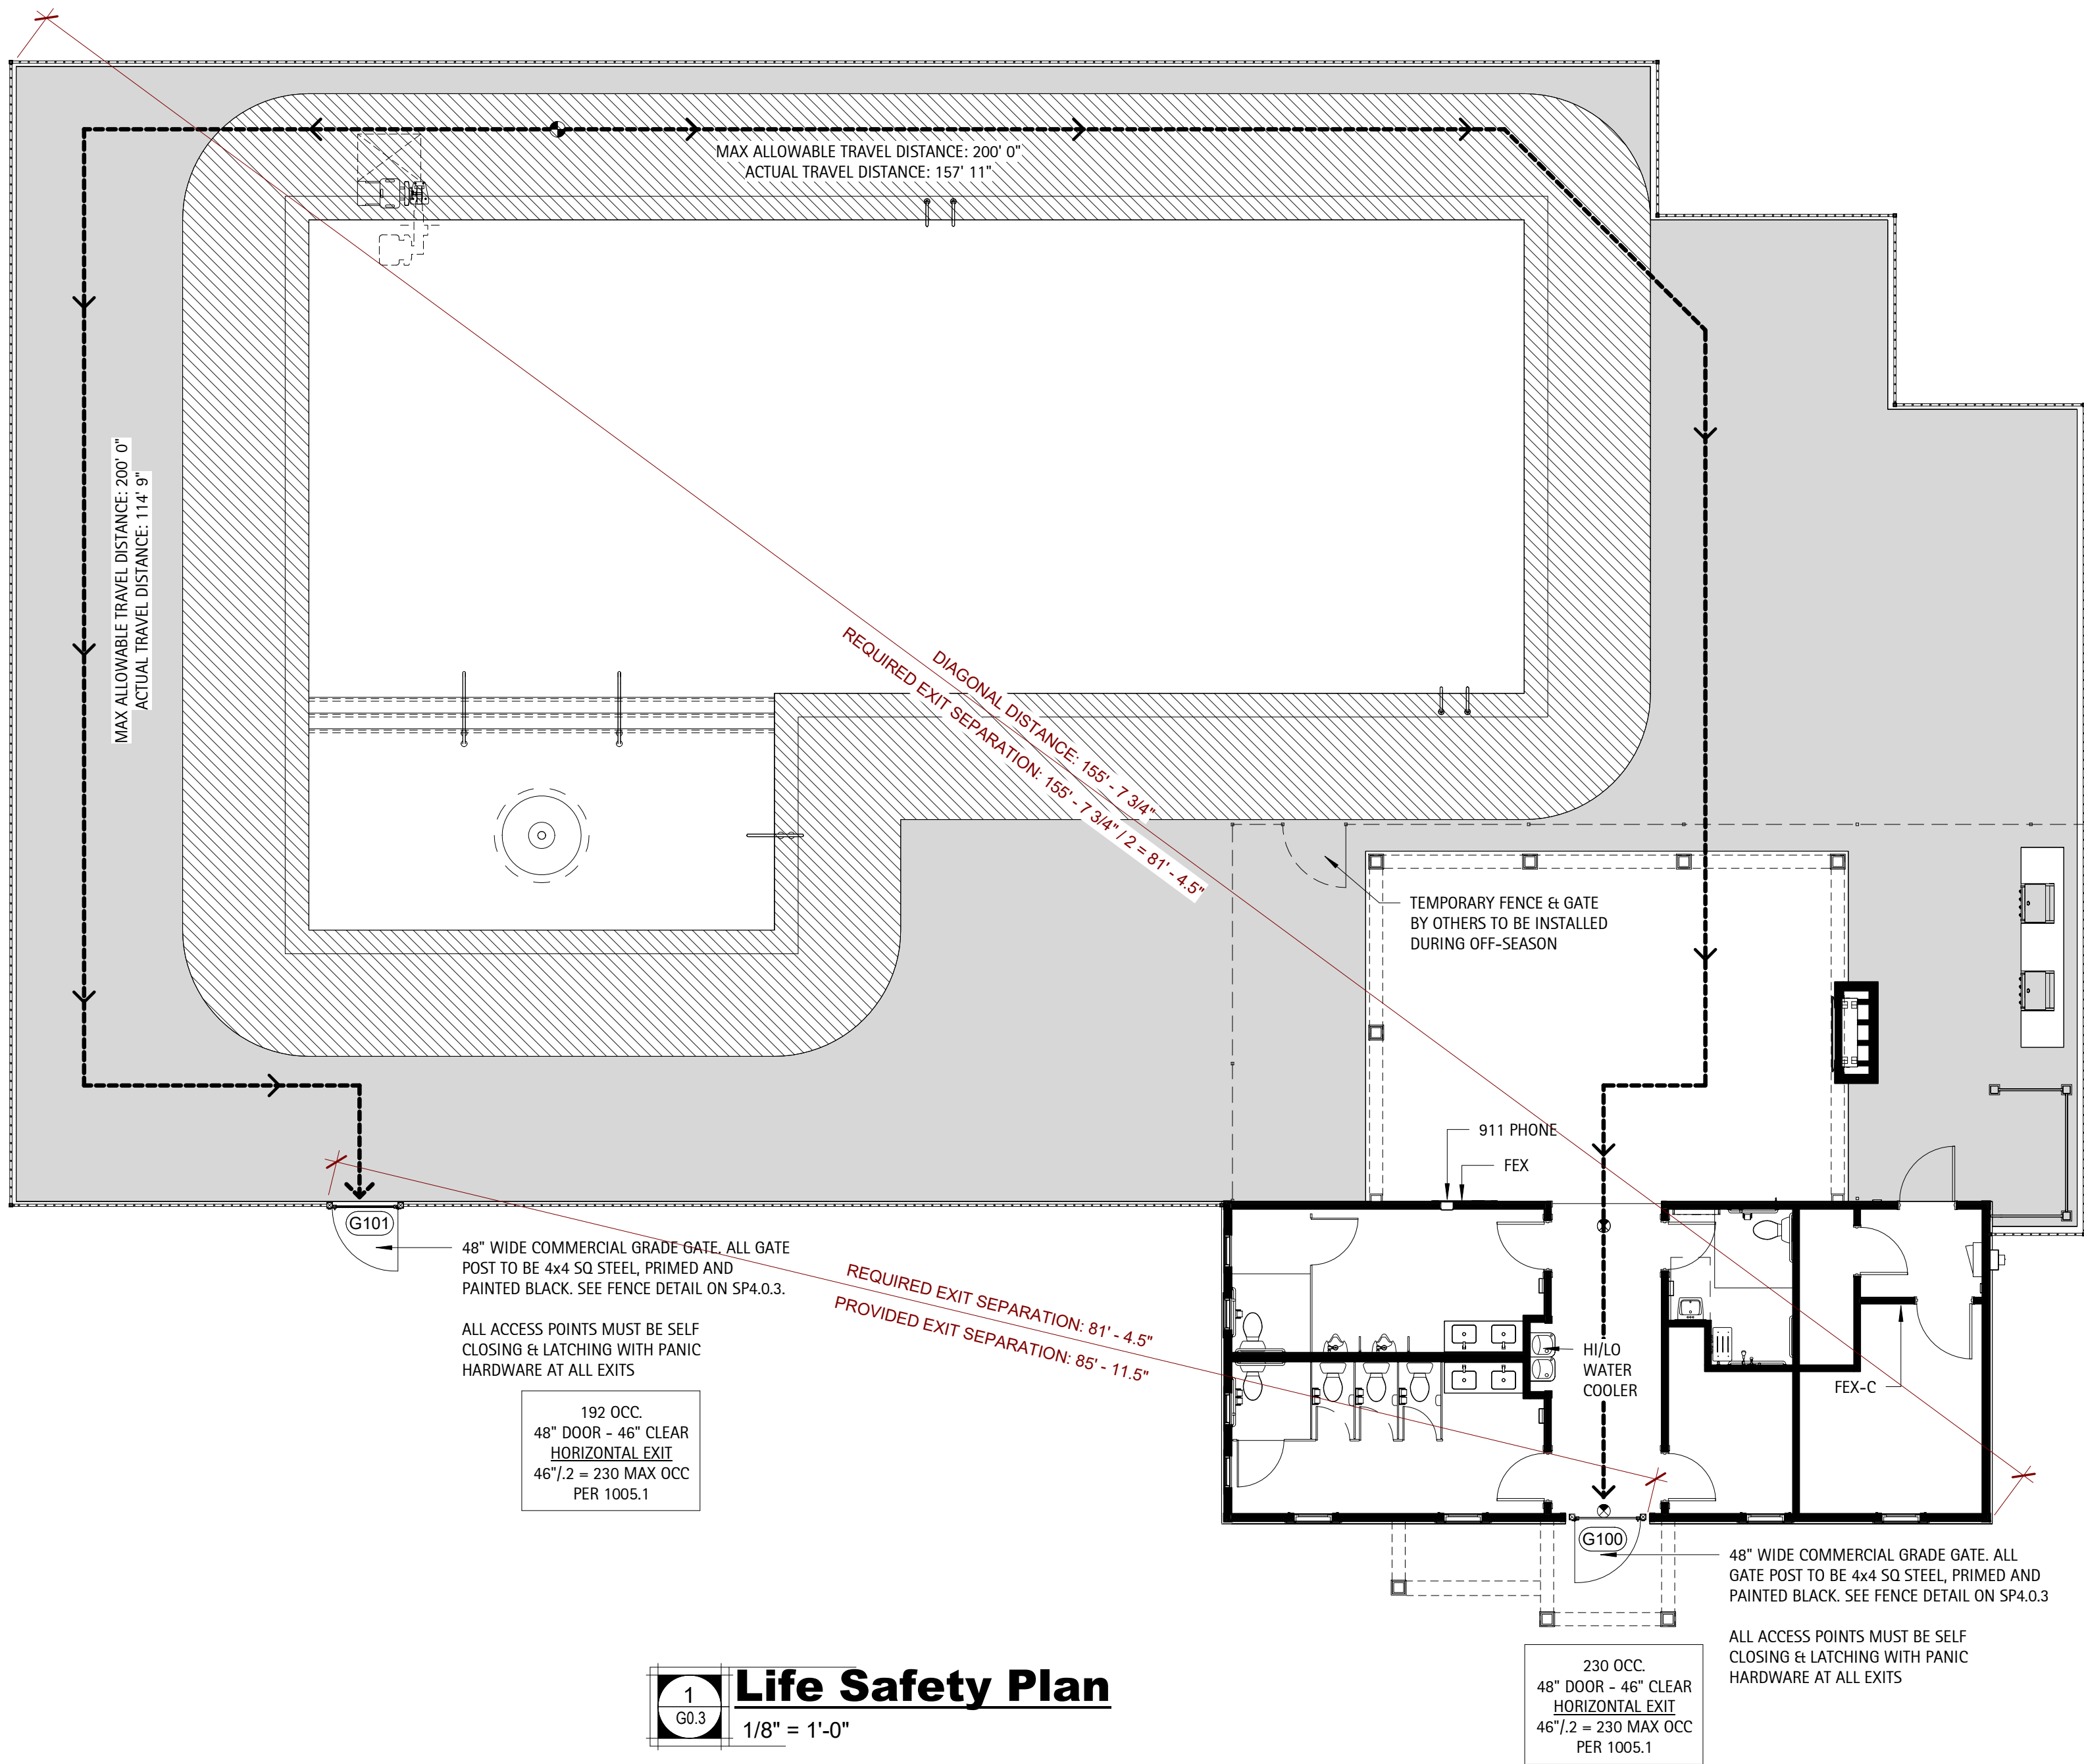 MAX ALLOWABLE TRAVEL DISTANCE: 200' 0"
ACTUAL TRAVEL DISTANCE: 157' 11"
MAX ALLOWABLE TRAVEL DISTANCE: 200' 0"
ACTUAL TRAVEL DISTANCE: 114' 9"
DIAGONAL DISTANCE: 155' - 7 3/4"
REQUIRED EXIT SEPARATION: 155' - 7 3/4" / 2 = 81' - 4.5"
TEMPORARY FENCE & GATE
BY OTHERS TO BE INSTALLED
DURING OFF-SEASON
911 PHONE
FEX
G101
48" WIDE COMMERCIAL GRADE GATE. ALL GATE
POST TO BE 4x4 SQ STEEL, PRIMED AND
PAINTED BLACK. SEE FENCE DETAIL ON SP4.0.3.
ALL ACCESS POINTS MUST BE SELF
CLOSING & LATCHING WITH PANIC
HARDWARE AT ALL EXITS
REQUIRED EXIT SEPARATION: 81' - 4.5"
PROVIDED EXIT SEPARATION: 85' - 11.5"
HI/LO
WATER
COOLER
FEX-C
192 OCC.
48" DOOR - 46" CLEAR
HORIZONTAL EXIT
46"/.2 = 230 MAX OCC
PER 1005.1
G100
48" WIDE COMMERCIAL GRADE GATE. ALL
GATE POST TO BE 4x4 SQ STEEL, PRIMED AND
PAINTED BLACK. SEE FENCE DETAIL ON SP4.0.3
ALL ACCESS POINTS MUST BE SELF
CLOSING & LATCHING WITH PANIC
HARDWARE AT ALL EXITS
230 OCC.
48" DOOR - 46" CLEAR
HORIZONTAL EXIT
46"/.2 = 230 MAX OCC
PER 1005.1
1
G0.3
Life Safety Plan
1/8" = 1'-0"